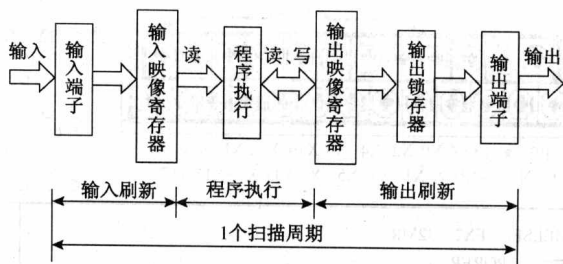 输入
输入端子
输入映像寄存器
读
程序执行
读、写
输出映像寄存器
输出锁存器
输出端子
输出
输入刷新
程序执行
输出刷新
1个扫描周期